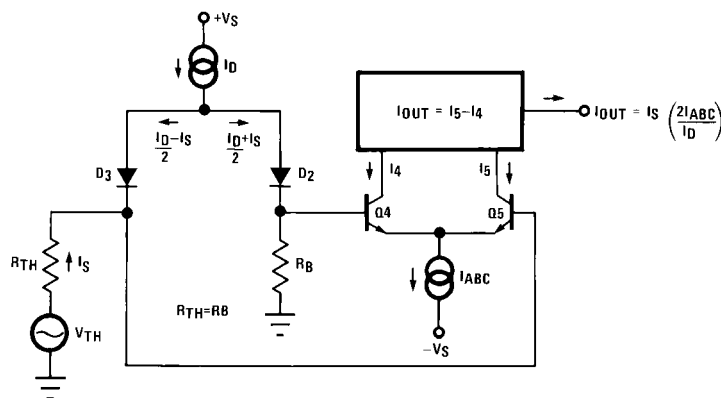 +VS
ID
ID/2 − IS
ID/2 + IS
D3
D2
RTH
IS
VTH
RB
RTH=RB
IOUT = I5−I4
IOUT = IS (2IABC/ID)
I4
I5
Q4
Q5
IABC
−VS